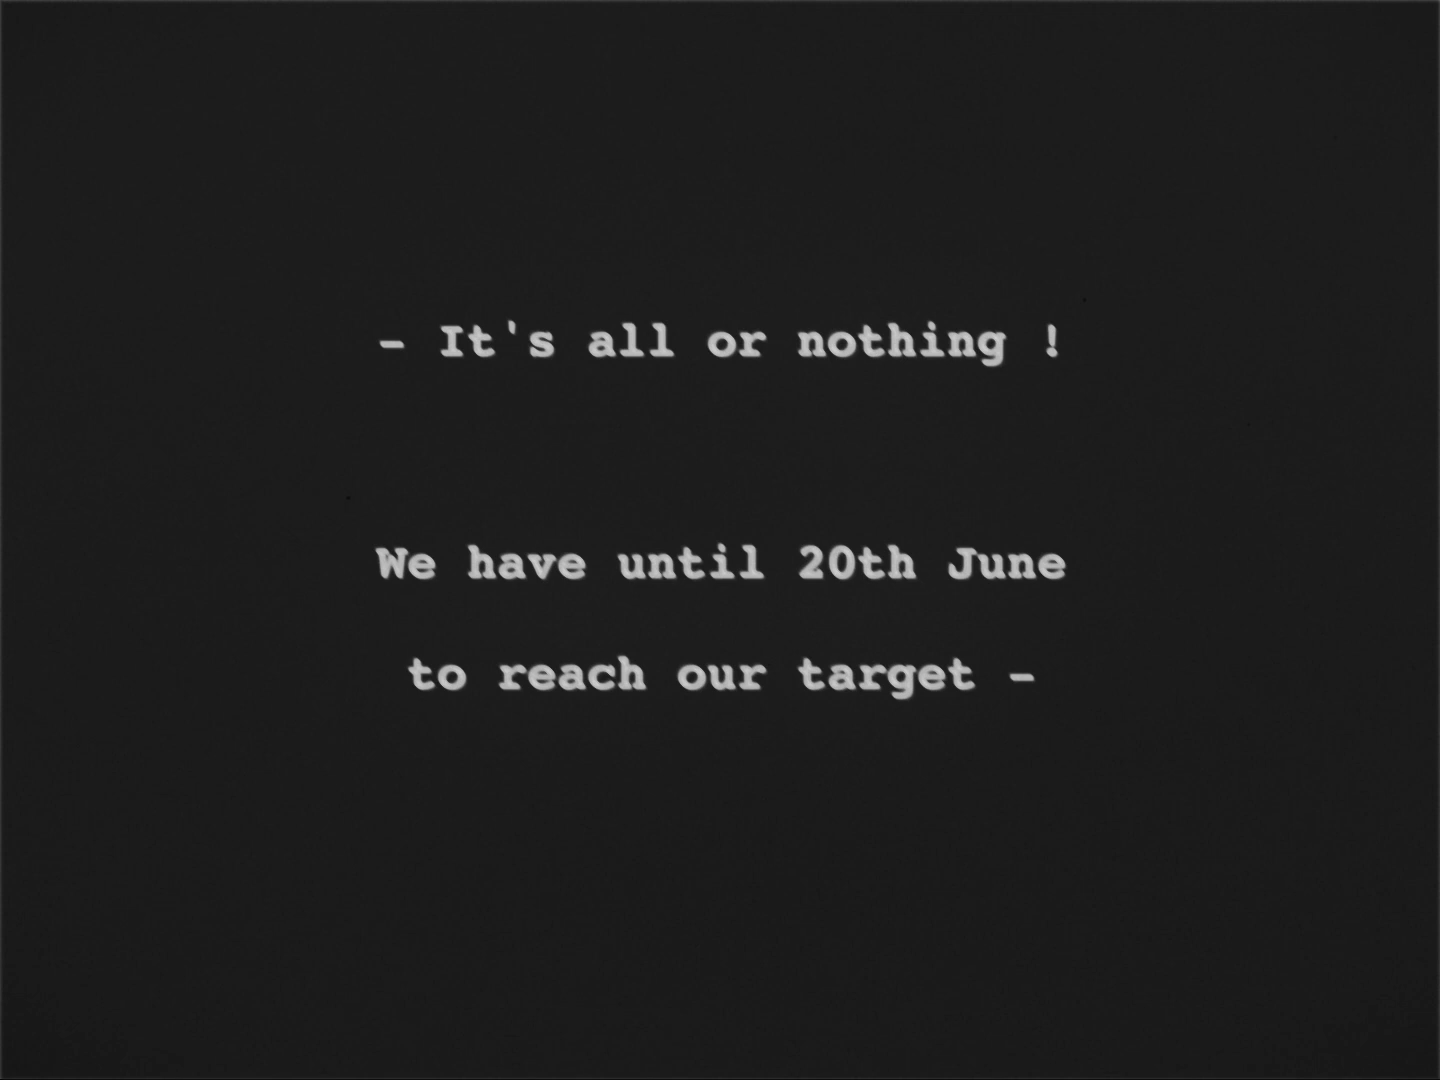 - It's all or nothing !
We have until 20th June
to reach our target -